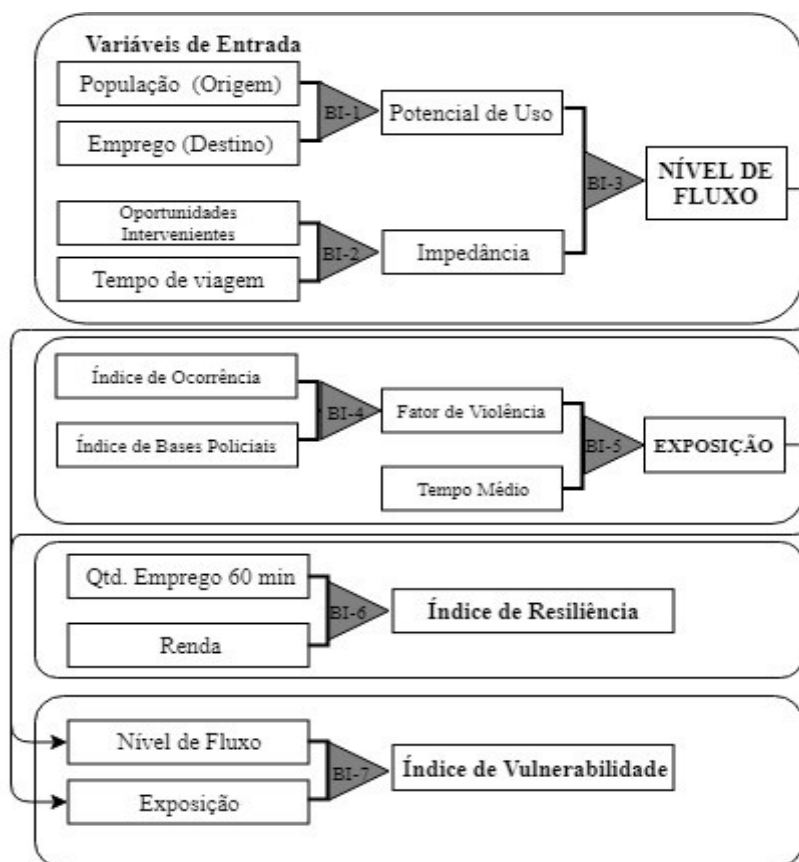 Variáveis de Entrada
População (Origem)
BI-1
Potencial de Uso
Emprego (Destino)
BI-3
NÍVEL DE
FLUXO
Oportunidades
Intervenientes
BI-2
Impedância
Tempo de viagem
Índice de Ocorrência
BI-4
Fator de Violência
Índice de Bases Policiais
BI-5
EXPOSIÇÃO
Tempo Médio
Qtd. Emprego 60 min
BI-6
Índice de Resiliência
Renda
Nível de Fluxo
BI-7
Índice de Vulnerabilidade
Exposição